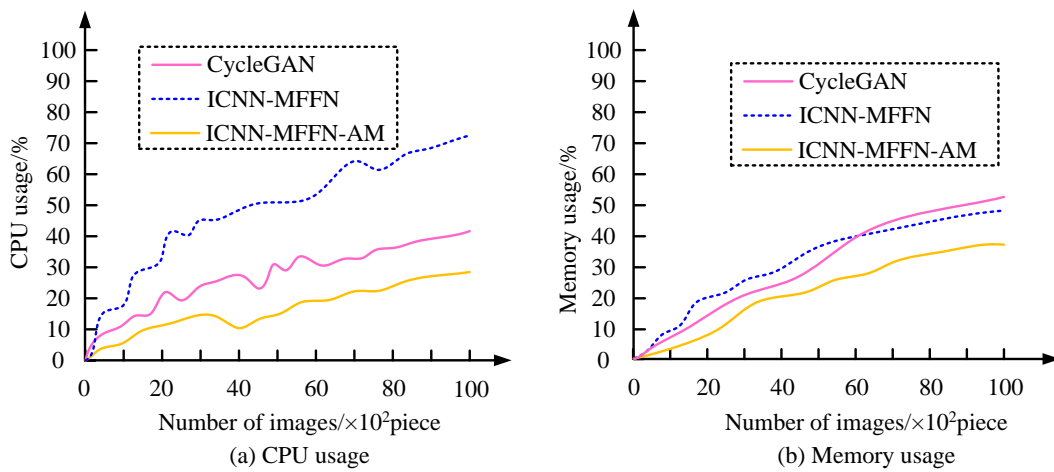 100
90
80
70
60
50
40
30
20
10
0
CPU usage/%
CycleGAN
ICNN-MFFN
ICNN-MFFN-AM
0 20 40 60 80 100
Number of images/×10²piece
(a) CPU usage
100
90
80
70
60
50
40
30
20
10
0
Memory usage/%
CycleGAN
ICNN-MFFN
ICNN-MFFN-AM
0 20 40 60 80 100
Number of images/×10²piece
(b) Memory usage